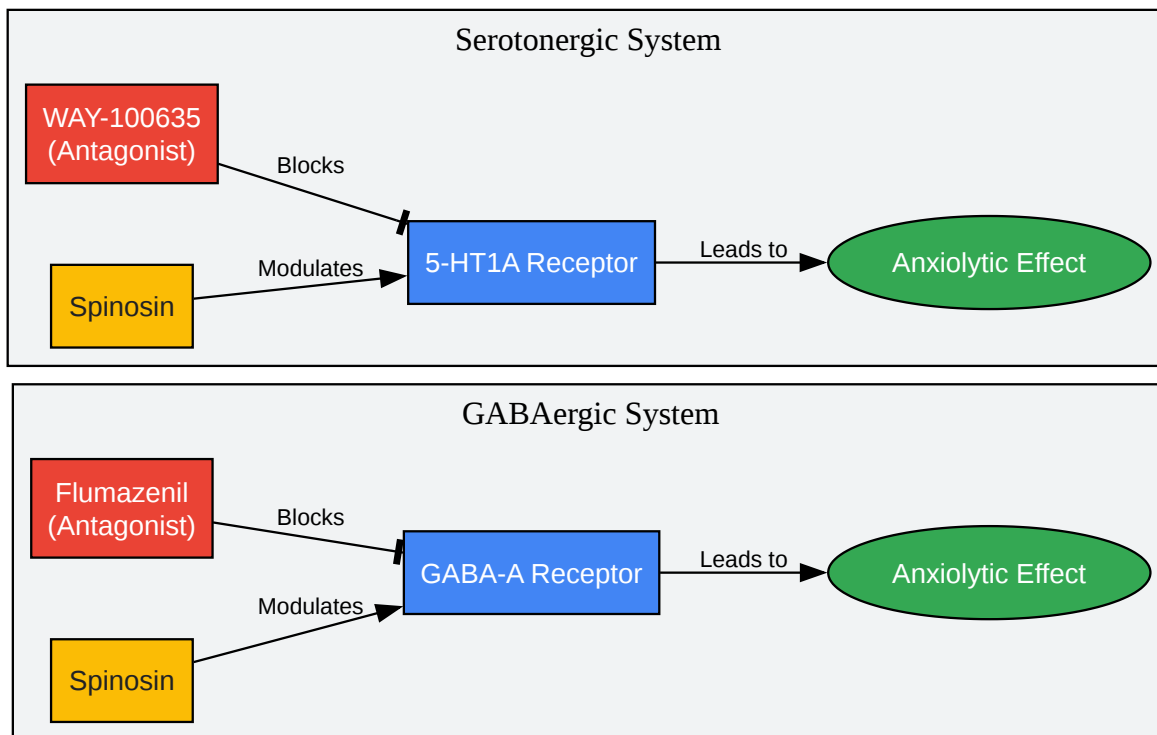 Serotonergic System
WAY-100635
(Antagonist)
Blocks
Modulates
5-HT1A Receptor
Leads to
Anxiolytic Effect
Spinosin
GABAergic System
Flumazenil
(Antagonist)
Blocks
Modulates
GABA-A Receptor
Leads to
Anxiolytic Effect
Spinosin